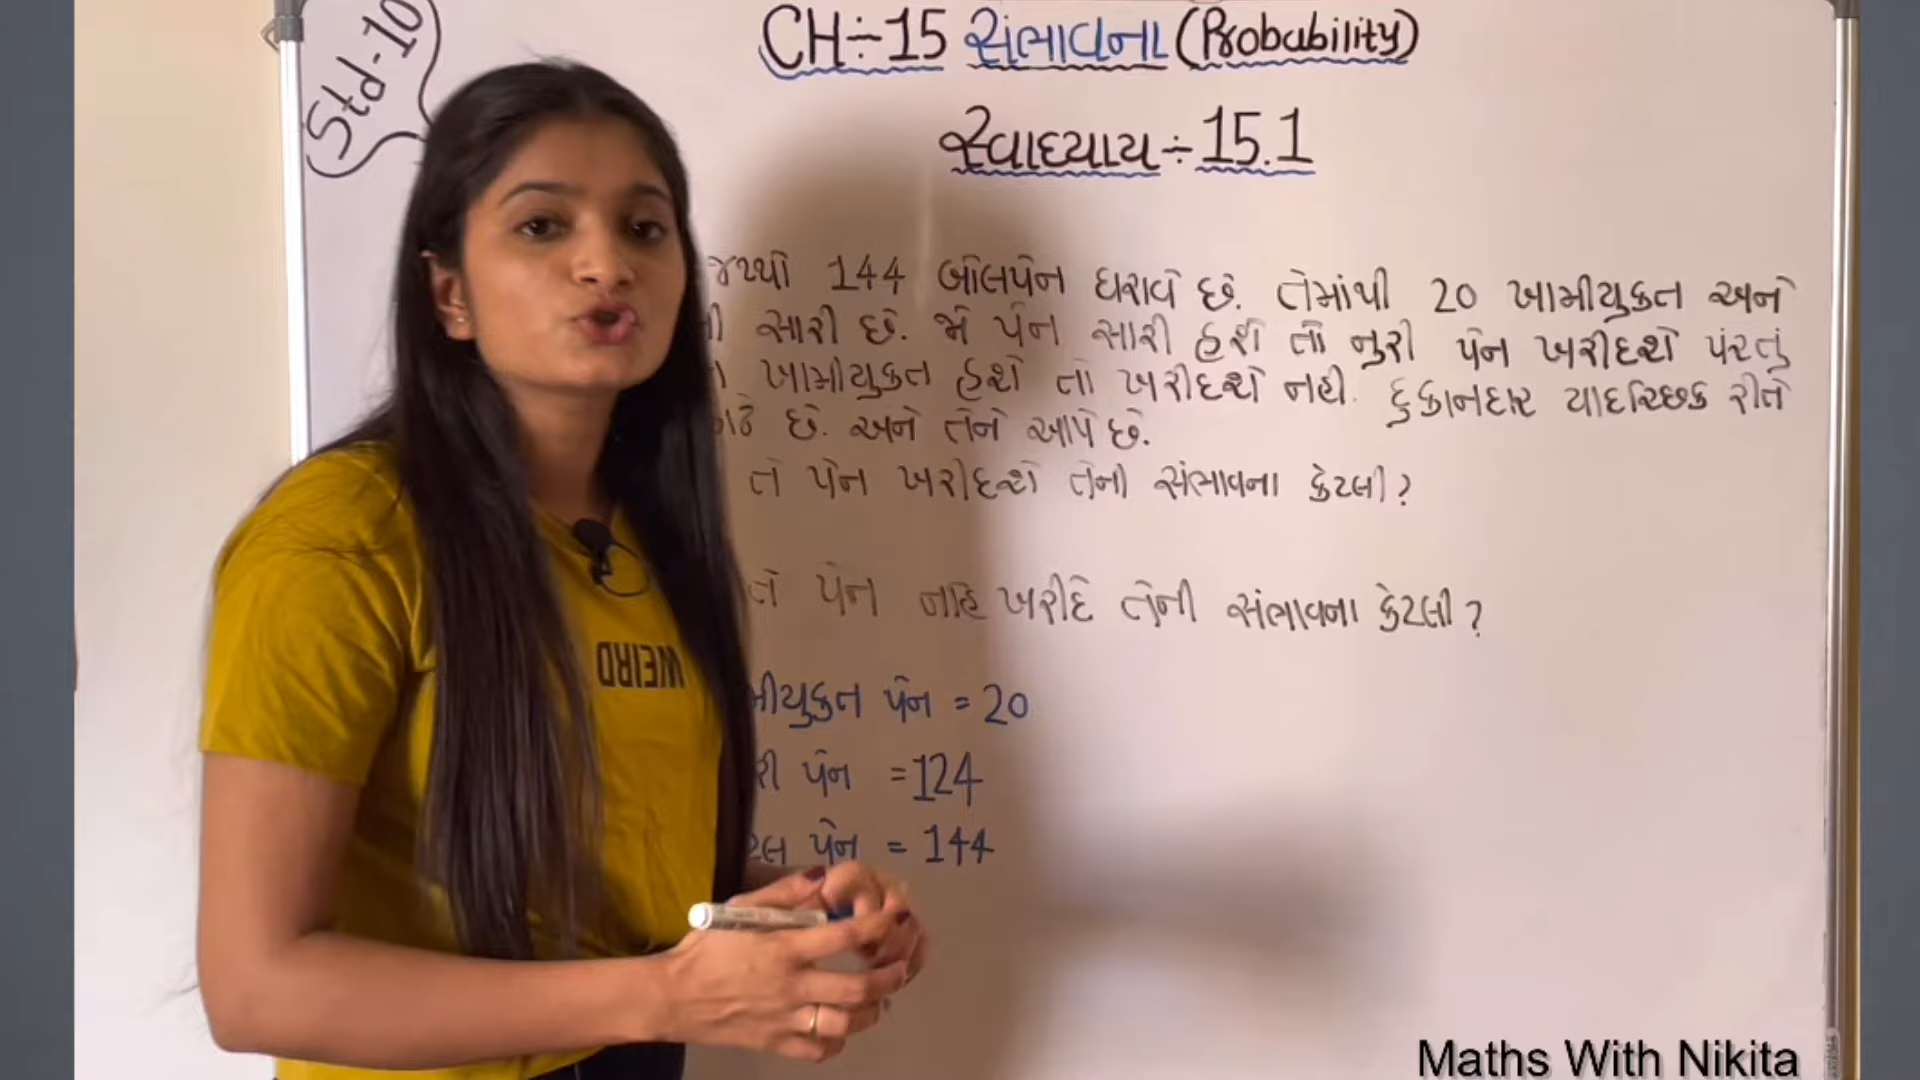 Std-10
CH÷15 સંભાવના (Probability)
સ્વાધ્યાય ÷ 15.1
જથ્થો 144 બોલપેન ધરાવે છે. તેમાંથી 20 ખામીયુક્ત અને
સારી છે. જો પેન સારી હશે તો નુરી પેન ખરીદશે પંરતું
ખામીયુક્ત હશે તો ખરીદશે નહી. દુકાનદાર યાદચ્છિક રીતે
છે. અને તેને આપે છે.
તે પેન ખરીદશે તેની સંભાવના કેટલી?
તે પેન નહિ ખરીદે તેની સંભાવના કેટલી?
પેન = 20
પેન = 124
પેન = 144
WEIRD
Maths With Nikita